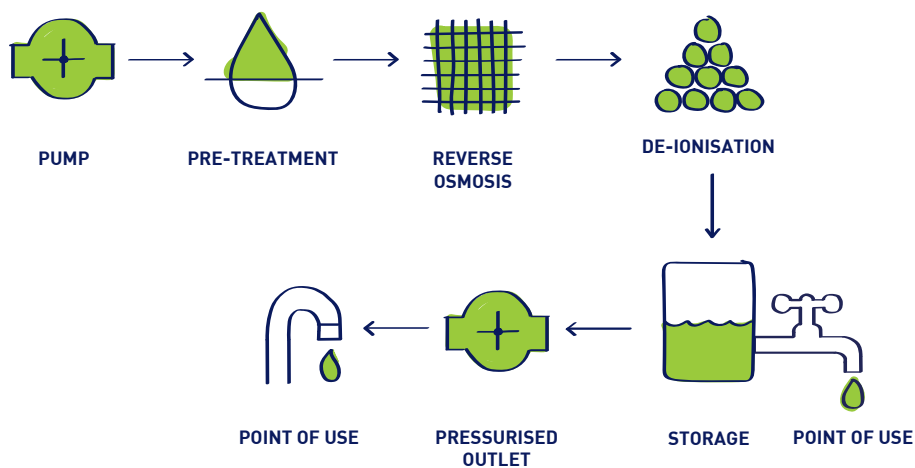 PUMP
PRE-TREATMENT
REVERSE
OSMOSIS
DE-IONISATION
POINT OF USE
PRESSURISED
OUTLET
STORAGE
POINT OF USE